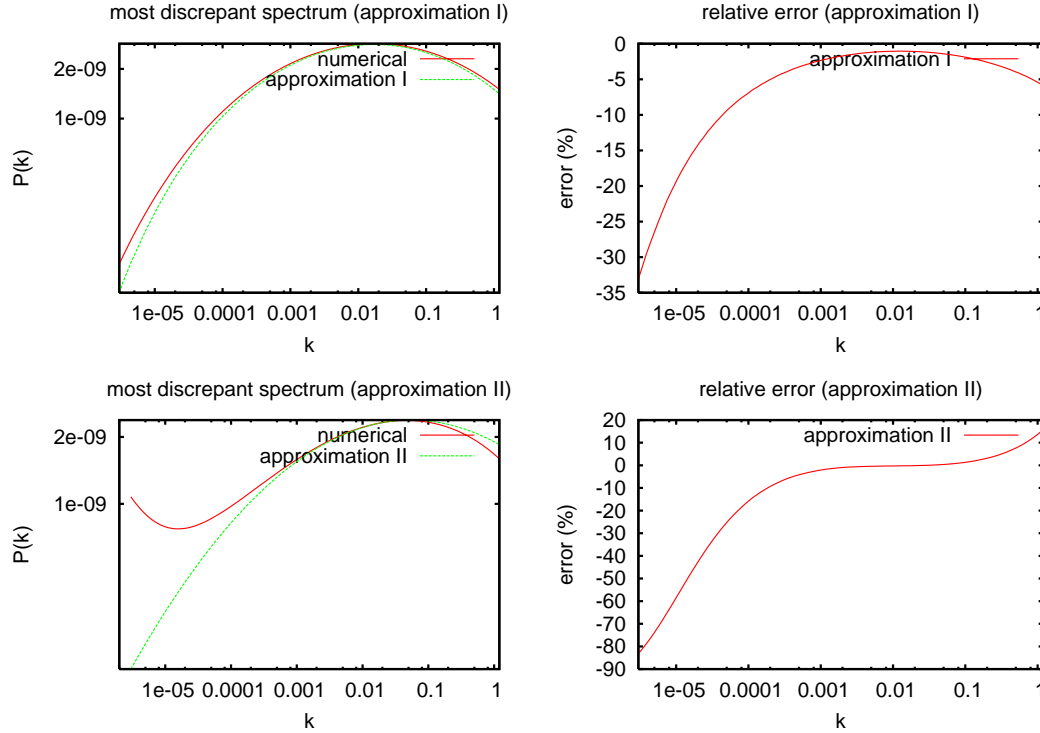 most discrepant spectrum (approximation I)
2e-09
1e-09
P(k)
numerical
approximation I
1e-05 0.0001 0.001 0.01 0.1 1
k
relative error (approximation I)
0
-5
-10
-15
-20
-25
-30
-35
error (%)
approximation I
1e-05 0.0001 0.001 0.01 0.1 1
k
most discrepant spectrum (approximation II)
2e-09
1e-09
P(k)
numerical
approximation II
1e-05 0.0001 0.001 0.01 0.1 1
k
relative error (approximation II)
20
10
0
-10
-20
-30
-40
-50
-60
-70
-80
-90
error (%)
approximation II
1e-05 0.0001 0.001 0.01 0.1 1
k